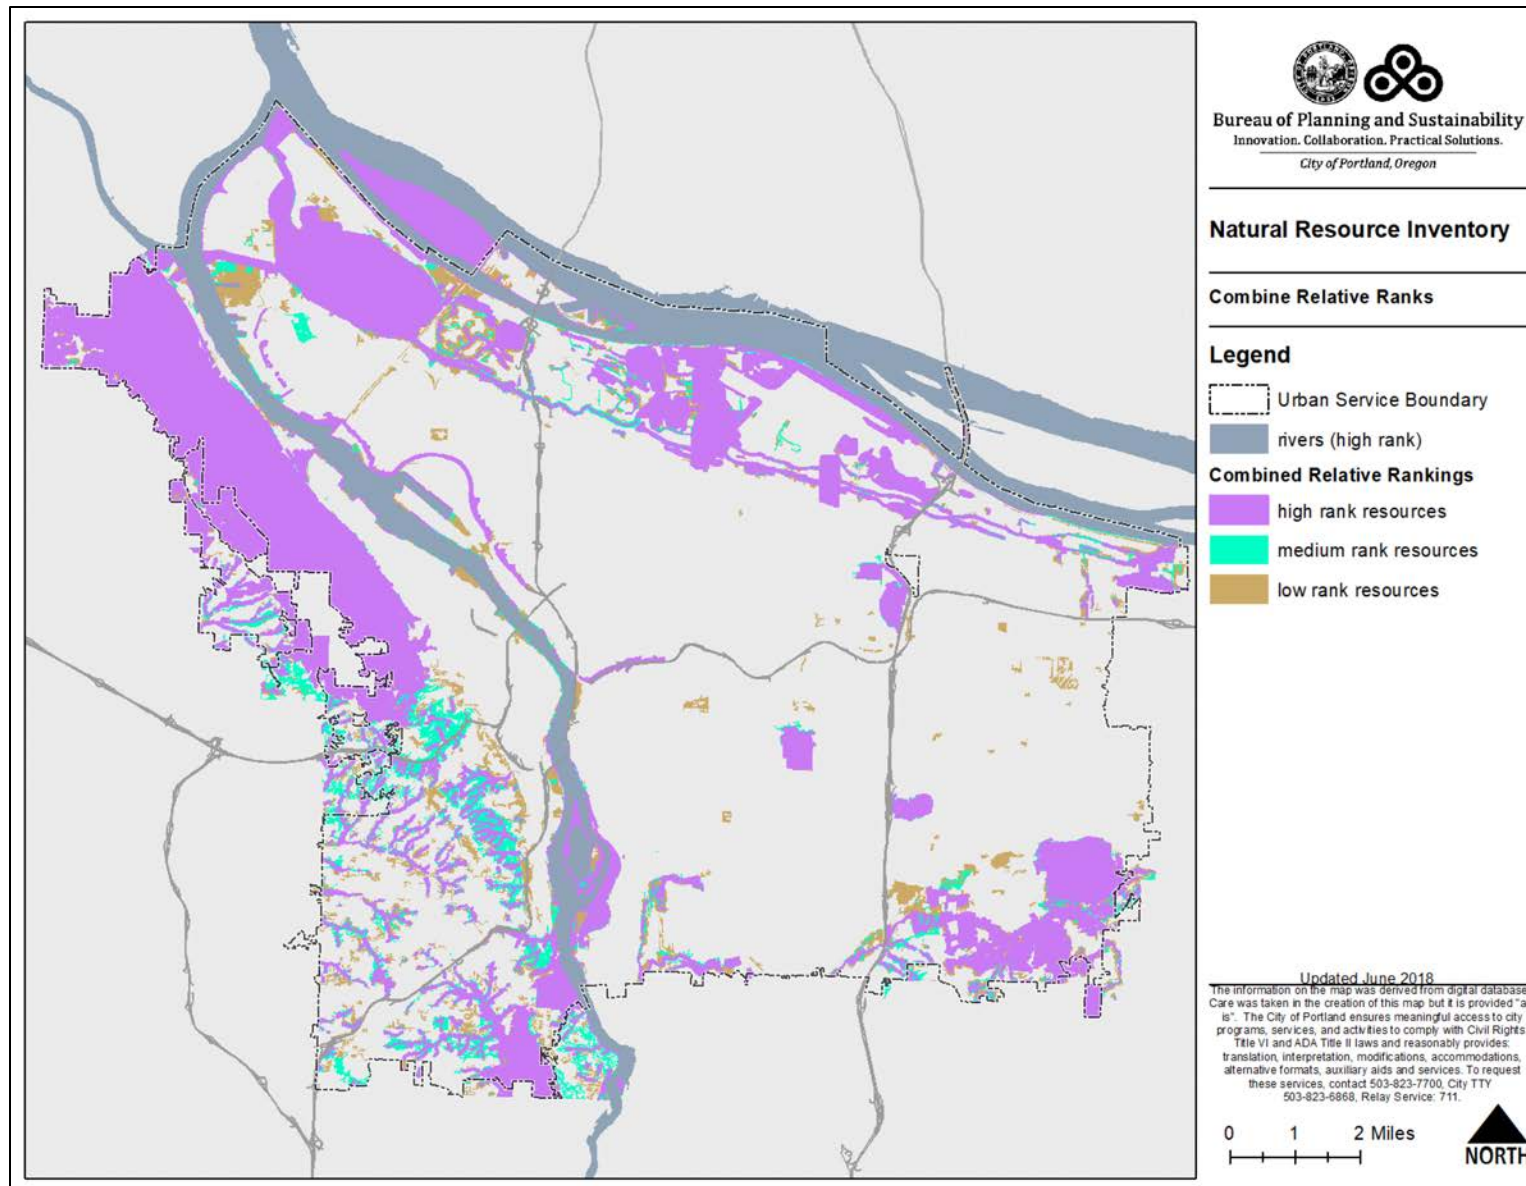 Bureau of Planning and Sustainability
Innovation. Collaboration. Practical Solutions.
City of Portland, Oregon
Natural Resource Inventory
Combine Relative Ranks
Legend
Urban Service Boundary
rivers (high rank)
Combined Relative Rankings
high rank resources
medium rank resources
low rank resources
Updated June 2018
The information on the map was derived from digital database
Care was taken in the creation of this map but it is provided "a
is". The City of Portland ensures meaningful access to city
programs, services, and activities to comply with Civil Rights
Title VI and ADA Title II laws and reasonably provides:
translation, interpretation, modifications, accommodations,
alternative formats, auxiliary aids and services. To request
these services, contact 503-823-7700, City TTY
503-823-6868, Relay Service: 711.
0 1 2 Miles
NORTH